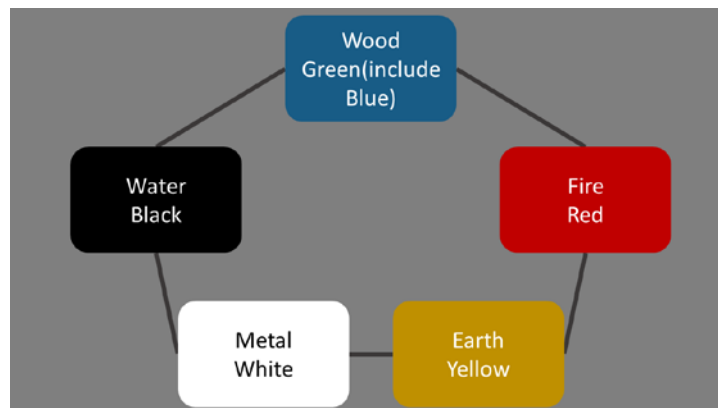 Wood
Green(include
Blue)
Water
Black
Fire
Red
Metal
White
Earth
Yellow